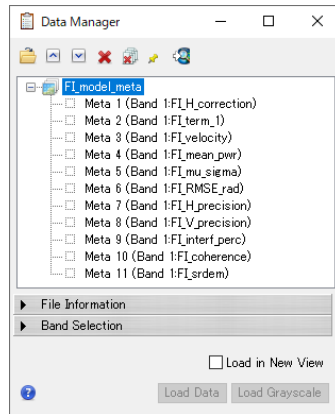 Data Manager
FI_model_meta
Meta 1 (Band 1:FI_H_correction)
Meta 2 (Band 1:FI_term_1)
Meta 3 (Band 1:FI_velocity)
Meta 4 (Band 1:FI_mean_pwr)
Meta 5 (Band 1:FI_mu_sigma)
Meta 6 (Band 1:FI_RMSE_rad)
Meta 7 (Band 1:FI_H_precision)
Meta 8 (Band 1:FI_V_precision)
Meta 9 (Band 1:FI_interf_perc)
Meta 10 (Band 1:FI_coherence)
Meta 11 (Band 1:FI_srdem)
File Information
Band Selection
Load in New View
Load Data Load Grayscale